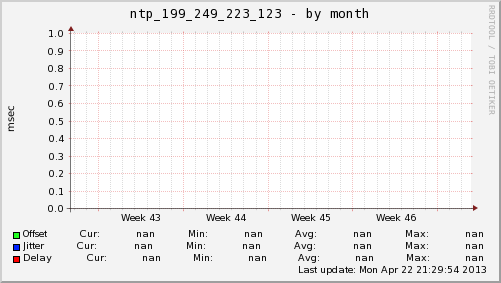 ntp_199_249_223_123 - by month
RRDTOOL / TOBI OETIKER
msec
1.0
0.9
0.8
0.7
0.6
0.5
0.4
0.3
0.2
0.1
0.0
Week 43 Week 44 Week 45 Week 46
Offset Cur: nan Min: nan Avg: nan Max: nan
Jitter Cur: nan Min: nan Avg: nan Max: nan
Delay Cur: nan Min: nan Avg: nan Max: nan
Last update: Mon Apr 22 21:29:54 2013